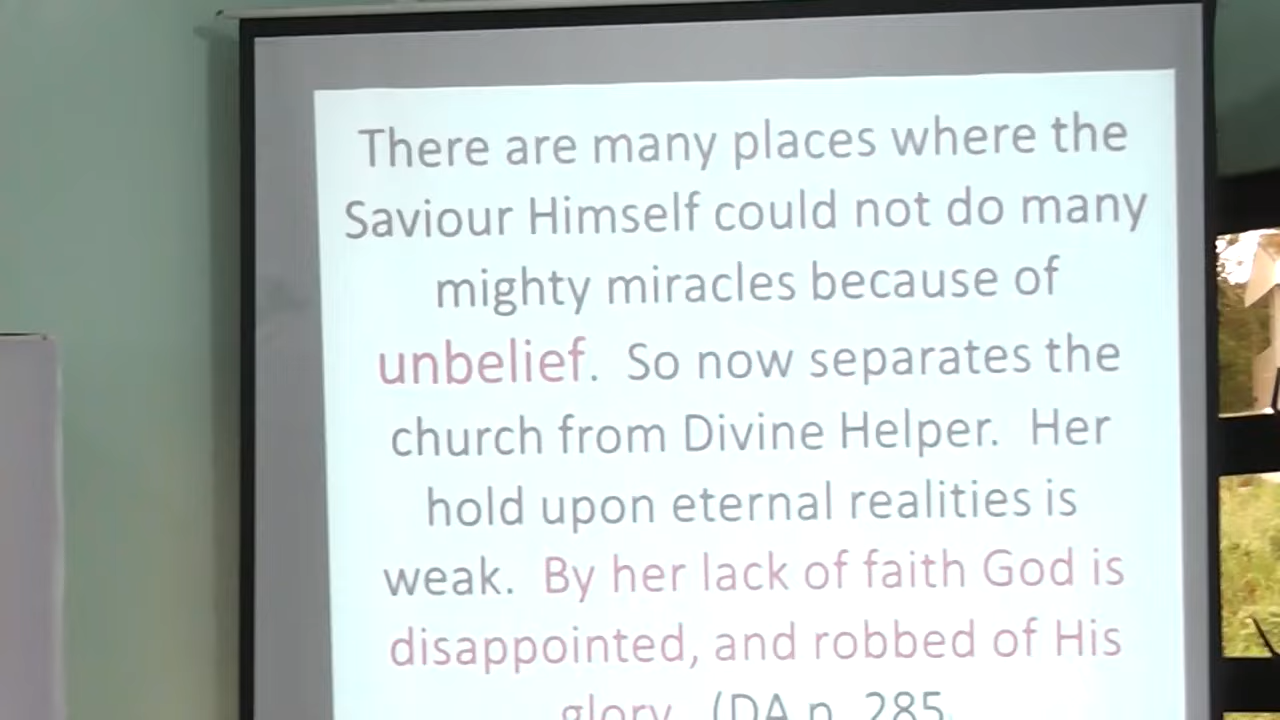 There are many places where the
Saviour Himself could not do many
mighty miracles because of
unbelief. So now separates the
church from Divine Helper. Her
hold upon eternal realities is
weak. By her lack of faith God is
disappointed, and robbed of His
glory. (DA p. 285.